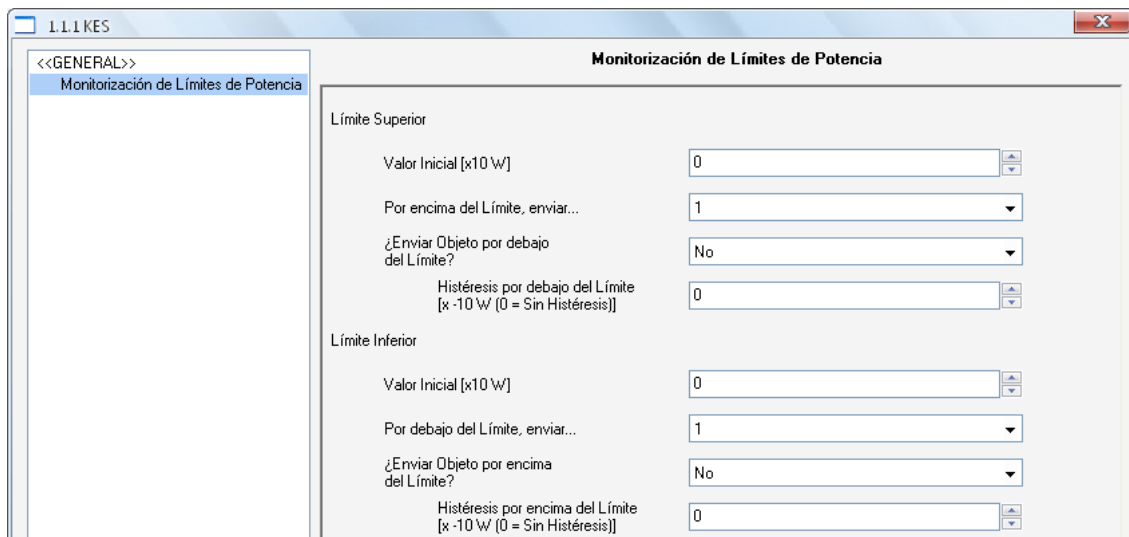 1.1.1 KES
<<GENERAL>>
Monitorización de Límites de Potencia
Monitorización de Límites de Potencia
Límite Superior
Valor Inicial [x10 W]
0
Por encima del Límite, enviar...
1
¿Enviar Objeto por debajo
del Límite?
No
Histéresis por debajo del Límite
[x -10 W (0 = Sin Histéresis)]
0
Límite Inferior
Valor Inicial [x10 W]
0
Por debajo del Límite, enviar...
1
¿Enviar Objeto por encima
del Límite?
No
Histéresis por encima del Límite
[x -10 W (0 = Sin Histéresis)]
0